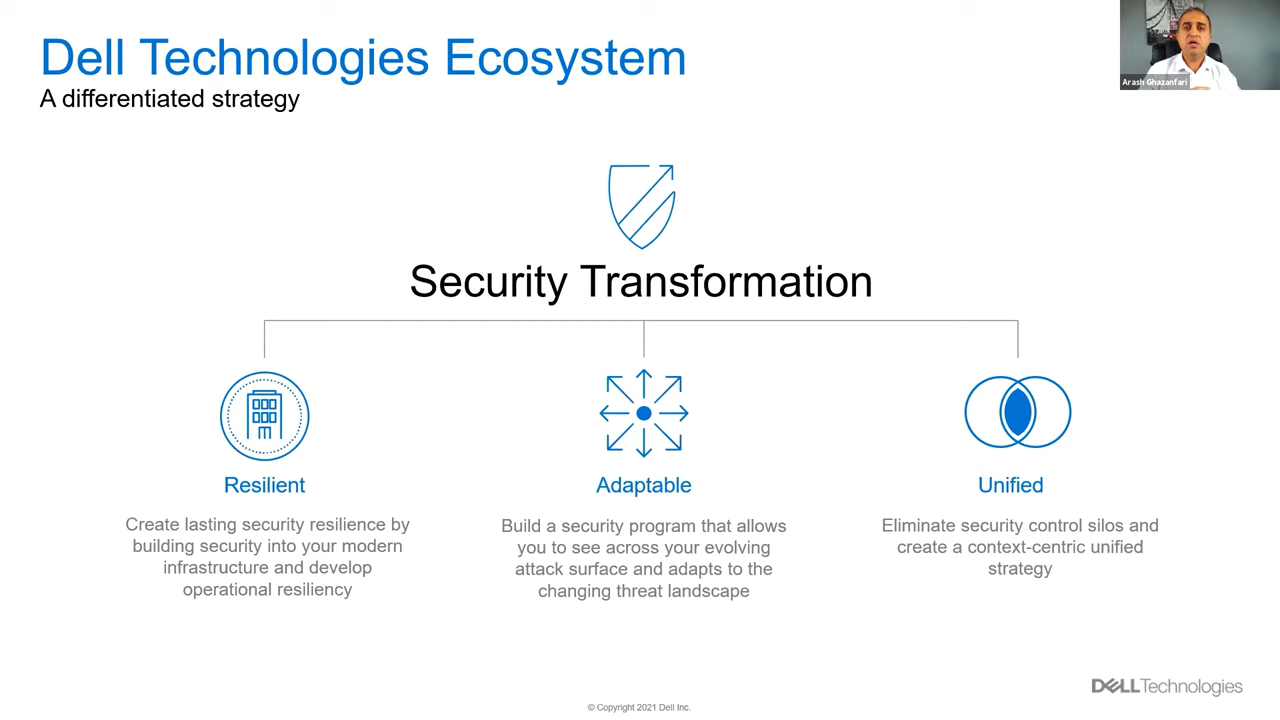 Dell Technologies Ecosystem
A differentiated strategy
Arash Ghazanfari
Security Transformation
Resilient
Create lasting security resilience by
building security into your modern
infrastructure and develop
operational resiliency
Adaptable
Build a security program that allows
you to see across your evolving
attack surface and adapts to the
changing threat landscape
Unified
Eliminate security control silos and
create a context-centric unified
strategy
DELLTechnologies
© Copyright 2021 Dell Inc.